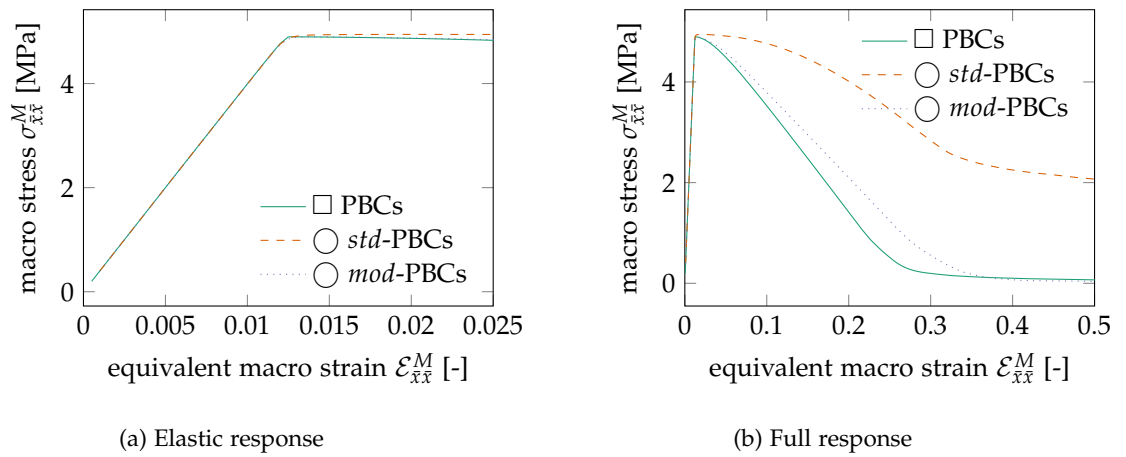 macro stress σ^M_x̄x̄ [MPa]
4
2
0
□ PBCs
◯ std-PBCs
◯ mod-PBCs
0 0.005 0.01 0.015 0.02 0.025
equivalent macro strain ℰ^M_x̄x̄ [-]
(a) Elastic response
macro stress σ^M_x̄x̄ [MPa]
4
2
0
□ PBCs
◯ std-PBCs
◯ mod-PBCs
0 0.1 0.2 0.3 0.4 0.5
equivalent macro strain ℰ^M_x̄x̄ [-]
(b) Full response